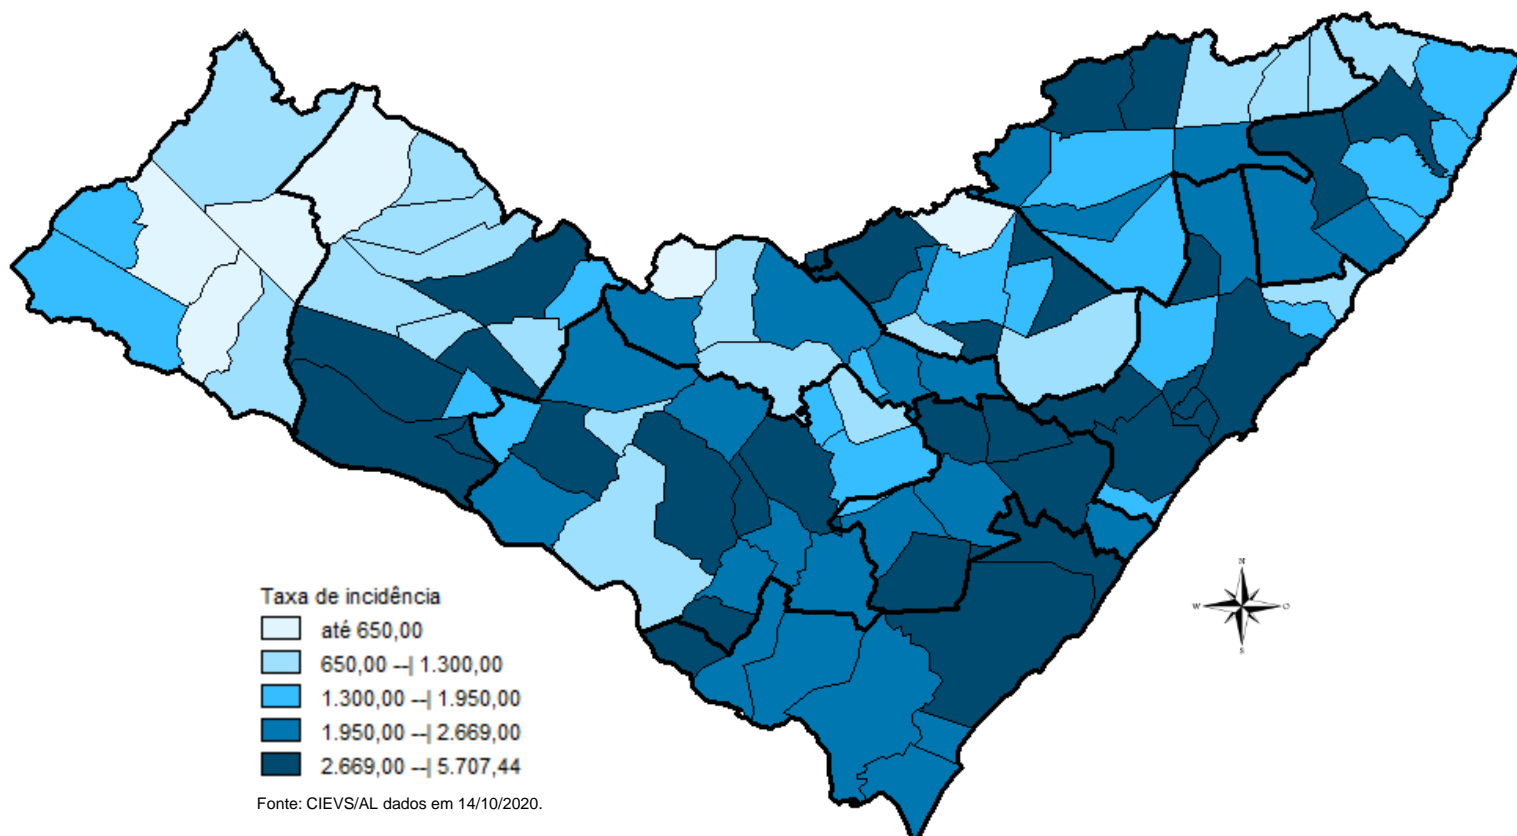 Taxa de incidência
até 650,00
650,00 --| 1.300,00
1.300,00 --| 1.950,00
1.950,00 --| 2.669,00
2.669,00 --| 5.707,44
Fonte: CIEVS/AL dados em 14/10/2020.
N
W
O
S